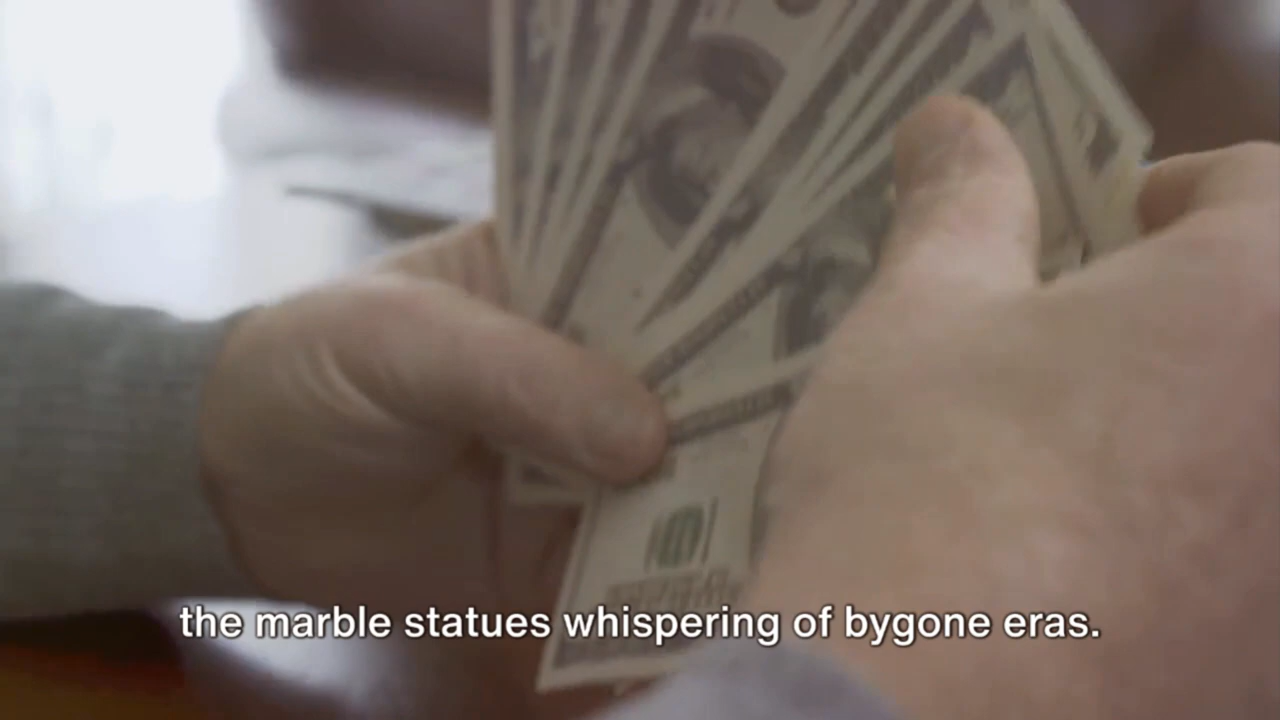 the marble statues whispering of bygone eras.